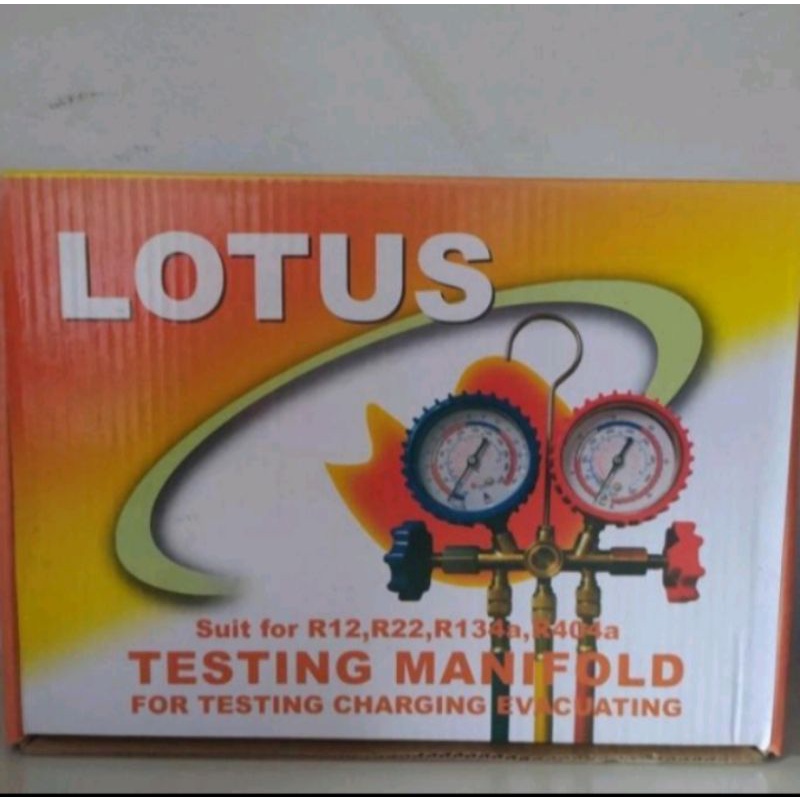 LOTUS
Suit for R12,R22,R134a,R404a
TESTING MANIFOLD
FOR TESTING CHARGING EVACUATING